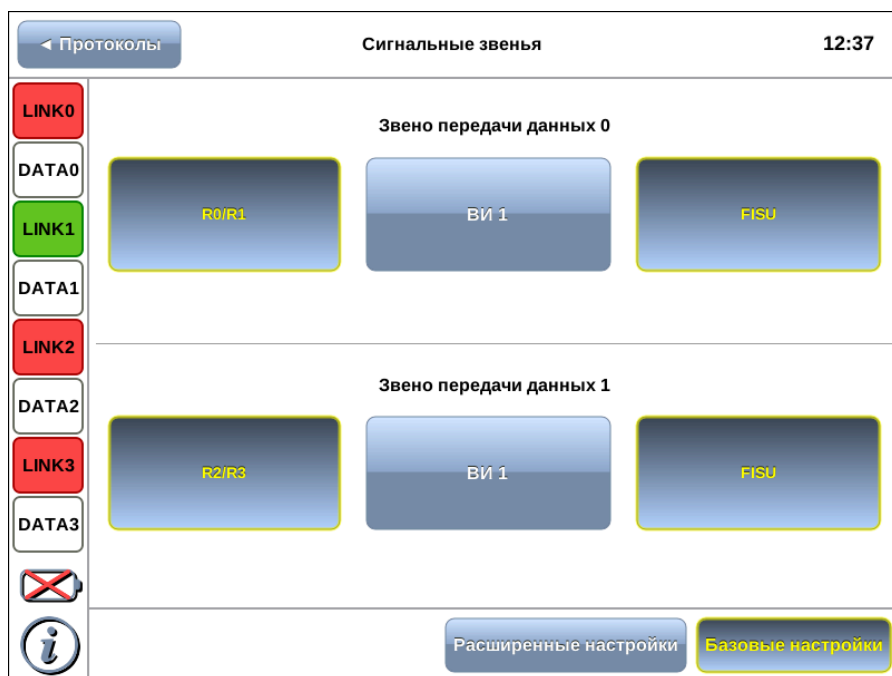 ◄ Протоколы
Сигнальные звенья
12:37
LINK0
DATA0
LINK1
DATA1
LINK2
DATA2
LINK3
DATA3
Звено передачи данных 0
R0/R1
ВИ 1
FISU
Звено передачи данных 1
R2/R3
ВИ 1
FISU
Расширенные настройки
Базовые настройки